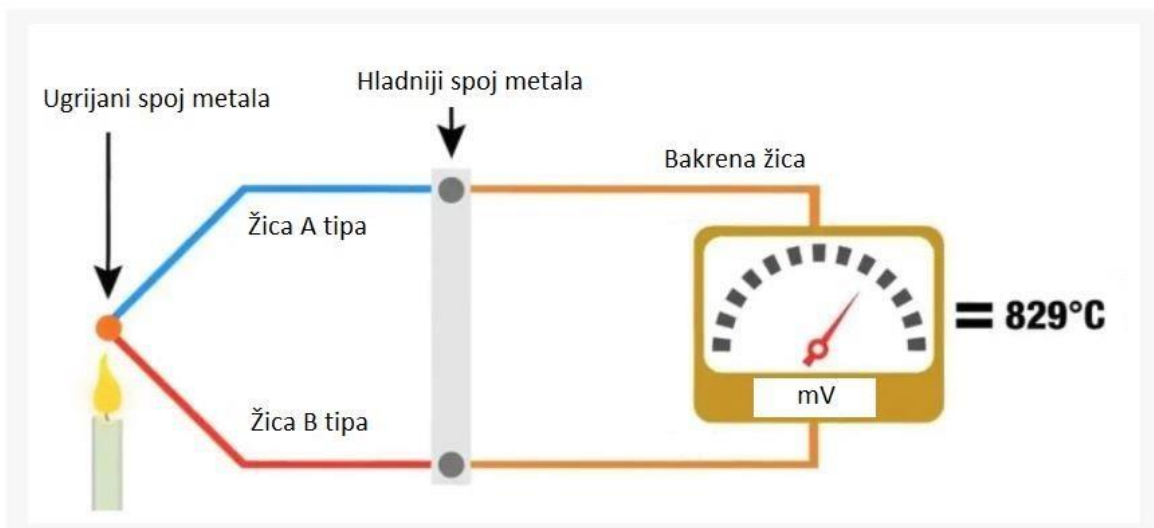 Ugrijani spoj metala
Hladniji spoj metala
Bakrena žica
Žica A tipa
= 829°C
mV
Žica B tipa